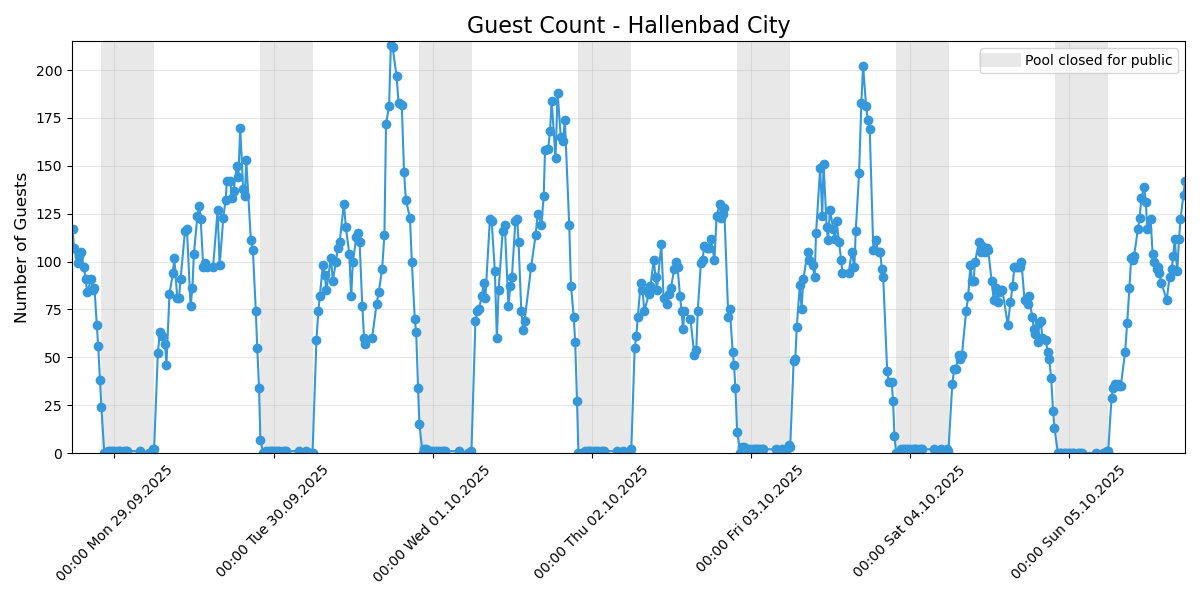 Guest Count - Hallenbad City
Pool closed for public
Number of Guests
200
175
150
125
100
75
50
25
0
00:00 Mon 29.09.2025
00:00 Tue 30.09.2025
00:00 Wed 01.10.2025
00:00 Thu 02.10.2025
00:00 Fri 03.10.2025
00:00 Sat 04.10.2025
00:00 Sun 05.10.2025